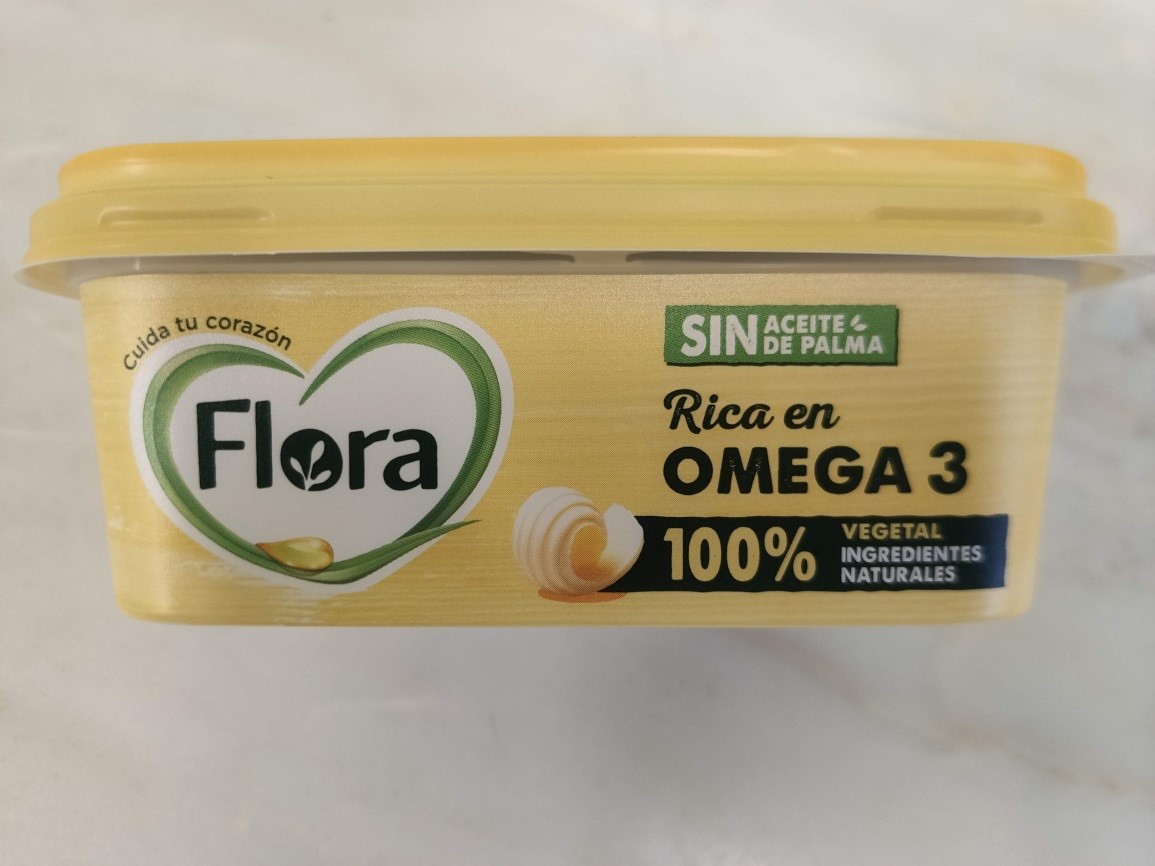 Cuida tu corazón
Flora
SIN ACEITE
DE PALMA
Rica en
OMEGA 3
100% VEGETAL
INGREDIENTES
NATURALES